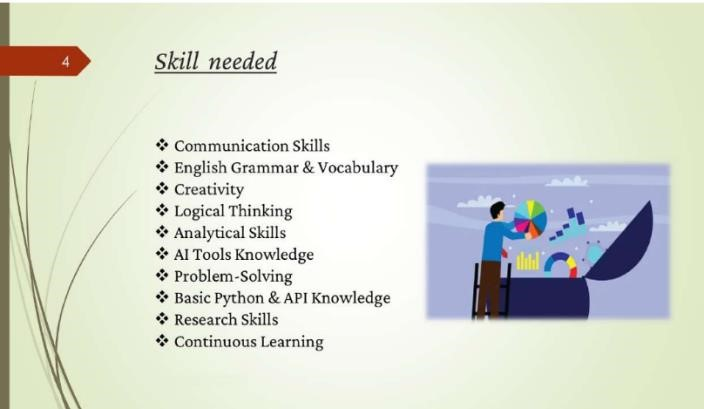 4
Skill needed
❖ Communication Skills
❖ English Grammar & Vocabulary
❖ Creativity
❖ Logical Thinking
❖ Analytical Skills
❖ AI Tools Knowledge
❖ Problem-Solving
❖ Basic Python & API Knowledge
❖ Research Skills
❖ Continuous Learning